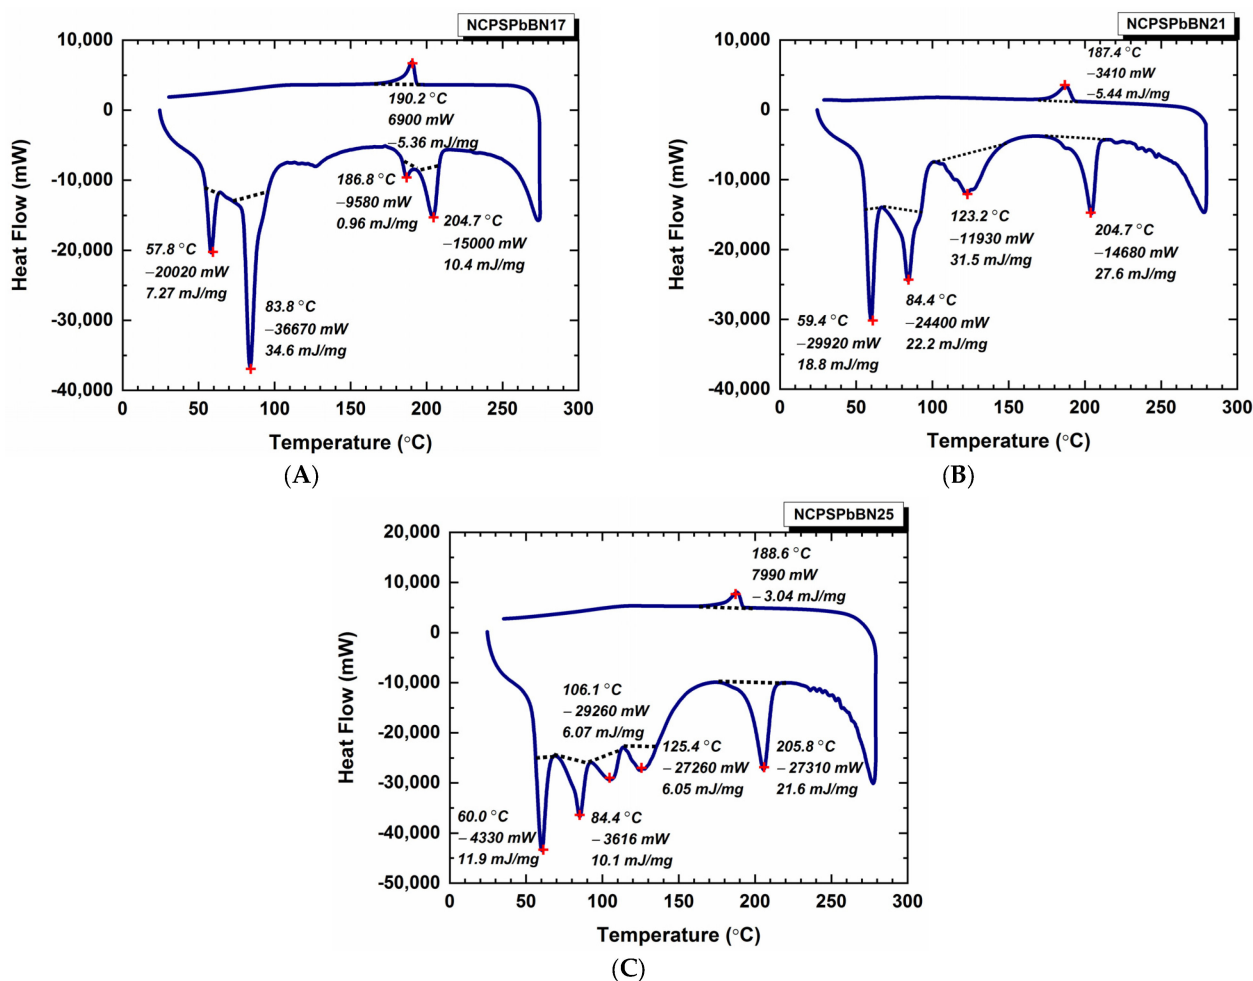 NCPSPbBN17
10,000
0
-10,000
-20,000
-30,000
-40,000
Heat Flow (mW)
190.2 °C
6900 mW
−5.36 mJ/mg
186.8 °C
−9580 mW
0.96 mJ/mg
204.7 °C
−15000 mW
10.4 mJ/mg
57.8 °C
−20020 mW
7.27 mJ/mg
83.8 °C
−36670 mW
34.6 mJ/mg
0 50 100 150 200 250 300
Temperature (°C)
(A)
NCPSPbBN21
10,000
0
-10,000
-20,000
-30,000
-40,000
Heat Flow (mW)
187.4 °C
−3410 mW
−5.44 mJ/mg
123.2 °C
−11930 mW
31.5 mJ/mg
204.7 °C
−14680 mW
27.6 mJ/mg
59.4 °C
−29920 mW
18.8 mJ/mg
84.4 °C
−24400 mW
22.2 mJ/mg
0 50 100 150 200 250 300
Temperature (°C)
(B)
NCPSPbBN25
20,000
10,000
0
-10,000
-20,000
-30,000
-40,000
-50,000
Heat Flow (mW)
188.6 °C
7990 mW
−3.04 mJ/mg
106.1 °C
−29260 mW
6.07 mJ/mg
125.4 °C
−27260 mW
6.05 mJ/mg
205.8 °C
−27310 mW
21.6 mJ/mg
60.0 °C
−4330 mW
11.9 mJ/mg
84.4 °C
−3616 mW
10.1 mJ/mg
0 50 100 150 200 250 300
Temperature (°C)
(C)